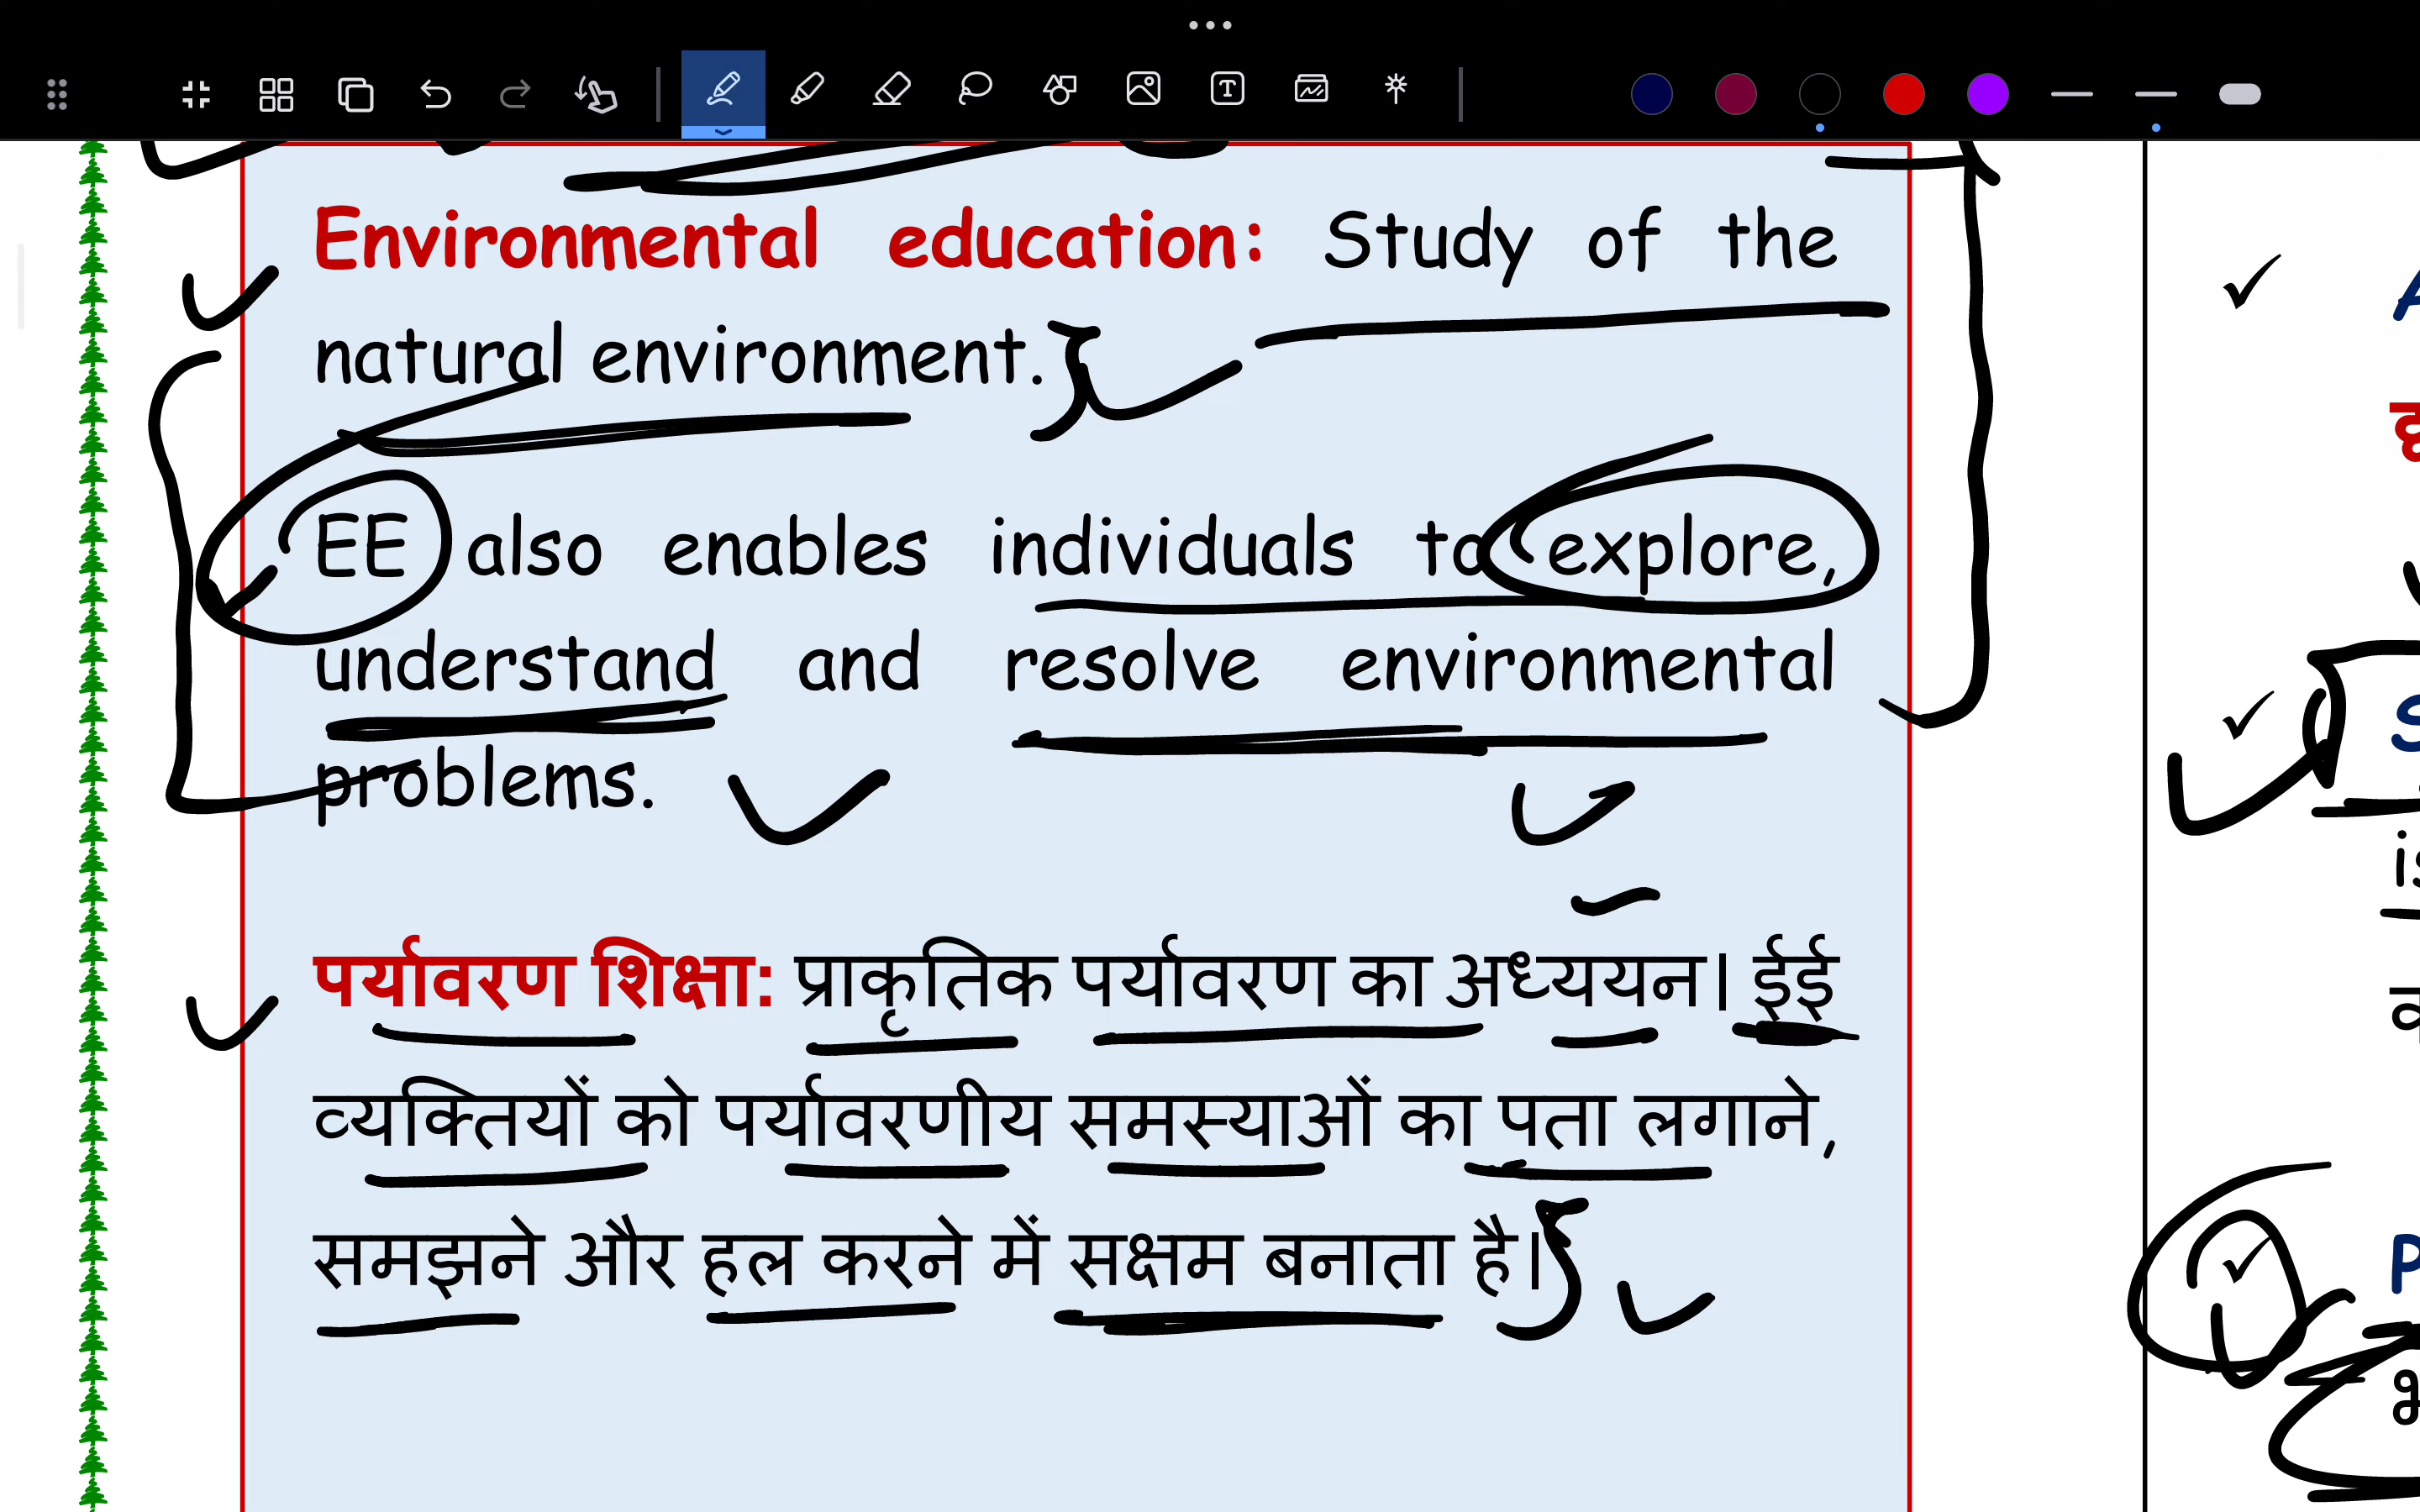 Environmental education: Study of the
natural environment.
EE also enables individuals to explore,
understand and resolve environmental
problems.
पर्यावरण शिक्षा: प्राकृतिक पर्यावरण का अध्ययन। ईई
व्यक्तियों को पर्यावरणीय समस्याओं का पता लगाने,
समझने और हल करने में सक्षम बनाता है।